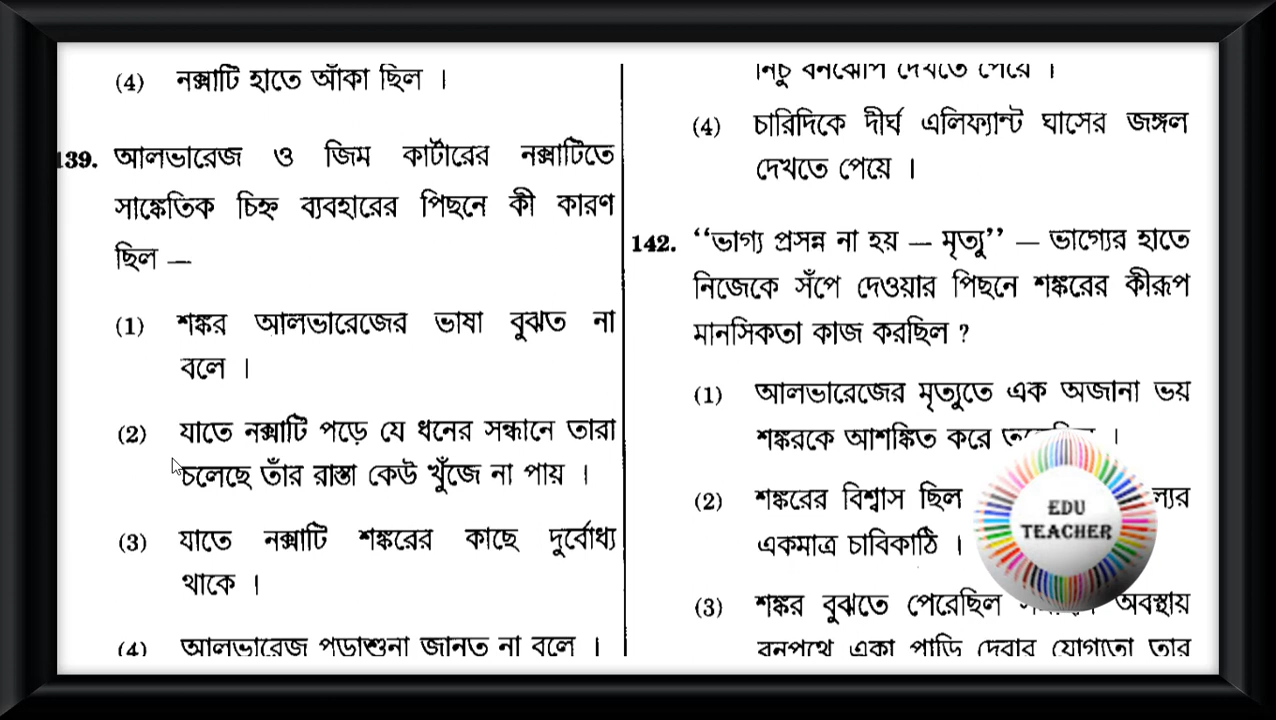 (4) নক্সাটি হাতে আঁকা ছিল ।
139. আলভারেজ ও জিম কার্টারের নক্সাটিতে
সাঙ্কেতিক চিহ্ন ব্যবহারের পিছনে কী কারণ
ছিল —
(1) শঙ্কর আলভারেজের ভাষা বুঝত না
বলে ।
(2) যাতে নক্সাটি পড়ে যে ধনের সন্ধানে তারা
চলেছে তাঁর রাস্তা কেউ খুঁজে না পায় ।
(3) যাতে নক্সাটি শঙ্করের কাছে দুর্বোধ্য
থাকে ।
(4) আলভারেজ পড়াশুনা জানত না বলে ।
নিচু বনঝোপ দেখতে পেয়ে ।
(4) চারিদিকে দীর্ঘ এলিফ্যান্ট ঘাসের জঙ্গল
দেখতে পেয়ে ।
142. “ভাগ্য প্রসন্ন না হয় — মৃত্যু” — ভাগ্যের হাতে
নিজেকে সঁপে দেওয়ার পিছনে শঙ্করের কীরূপ
মানসিকতা কাজ করছিল ?
(1) আলভারেজের মৃত্যুতে এক অজানা ভয়
শঙ্করকে আশঙ্কিত করে ।
(2) শঙ্করের বিশ্বাস ছিল
একমাত্র চাবিকাঠি ।
(3) শঙ্কর বুঝতে পেরেছিল অবস্থায়
বনপথে একা পাড়ি দেবার যোগ্যতা তার
EDU
TEACHER